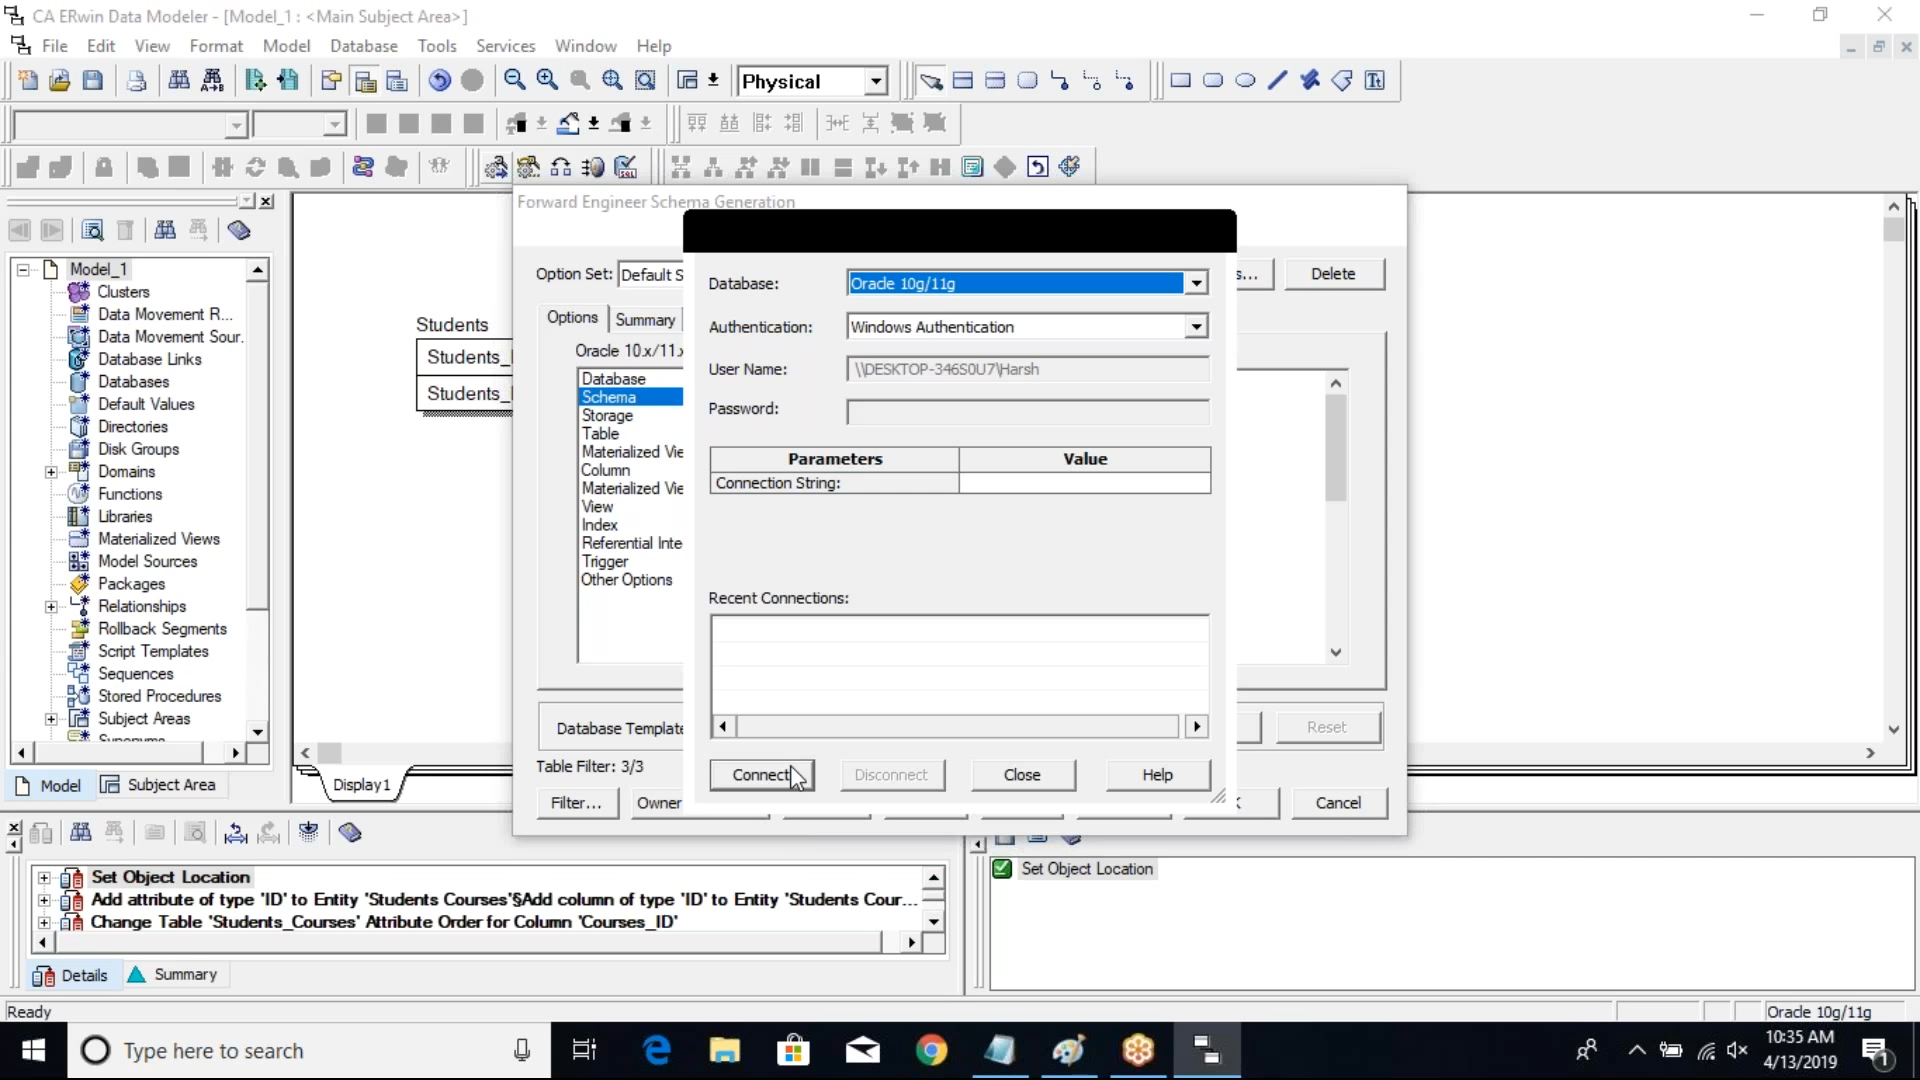 CA ERwin Data Modeler - [Model_1 : <Main Subject Area>]
File Edit View Format Model Database Tools Services Window Help
Physical
Forward Engineer Schema Generation
Option Set: Default S
s... Delete
Options Summary
Oracle 10.x/11.x
Database
Schema
Storage
Table
Materialized Vie
Column
Materialized Vie
View
Index
Referential Inte
Trigger
Other Options
Database Template
Reset
Table Filter: 3/3
Filter... Owner
K Cancel
Database: Oracle 10g/11g
Authentication: Windows Authentication
User Name: \\DESKTOP-346S0U7\Harsh
Password:
Parameters Value
Connection String:
Recent Connections:
Connect Disconnect Close Help
Model_1
Clusters
Data Movement R...
Data Movement Sour.
Database Links
Databases
Default Values
Directories
Disk Groups
Domains
Functions
Libraries
Materialized Views
Model Sources
Packages
Relationships
Rollback Segments
Script Templates
Sequences
Stored Procedures
Subject Areas
Synonyms
Model Subject Area
Students
Students_
Students_
Display1
Set Object Location
Add attribute of type 'ID' to Entity 'Students Courses'§Add column of type 'ID' to Entity 'Students Cour...
Change Table 'Students_Courses' Attribute Order for Column 'Courses_ID'
Details Summary
Set Object Location
Ready
Oracle 10g/11g
Type here to search
10:35 AM
4/13/2019
1